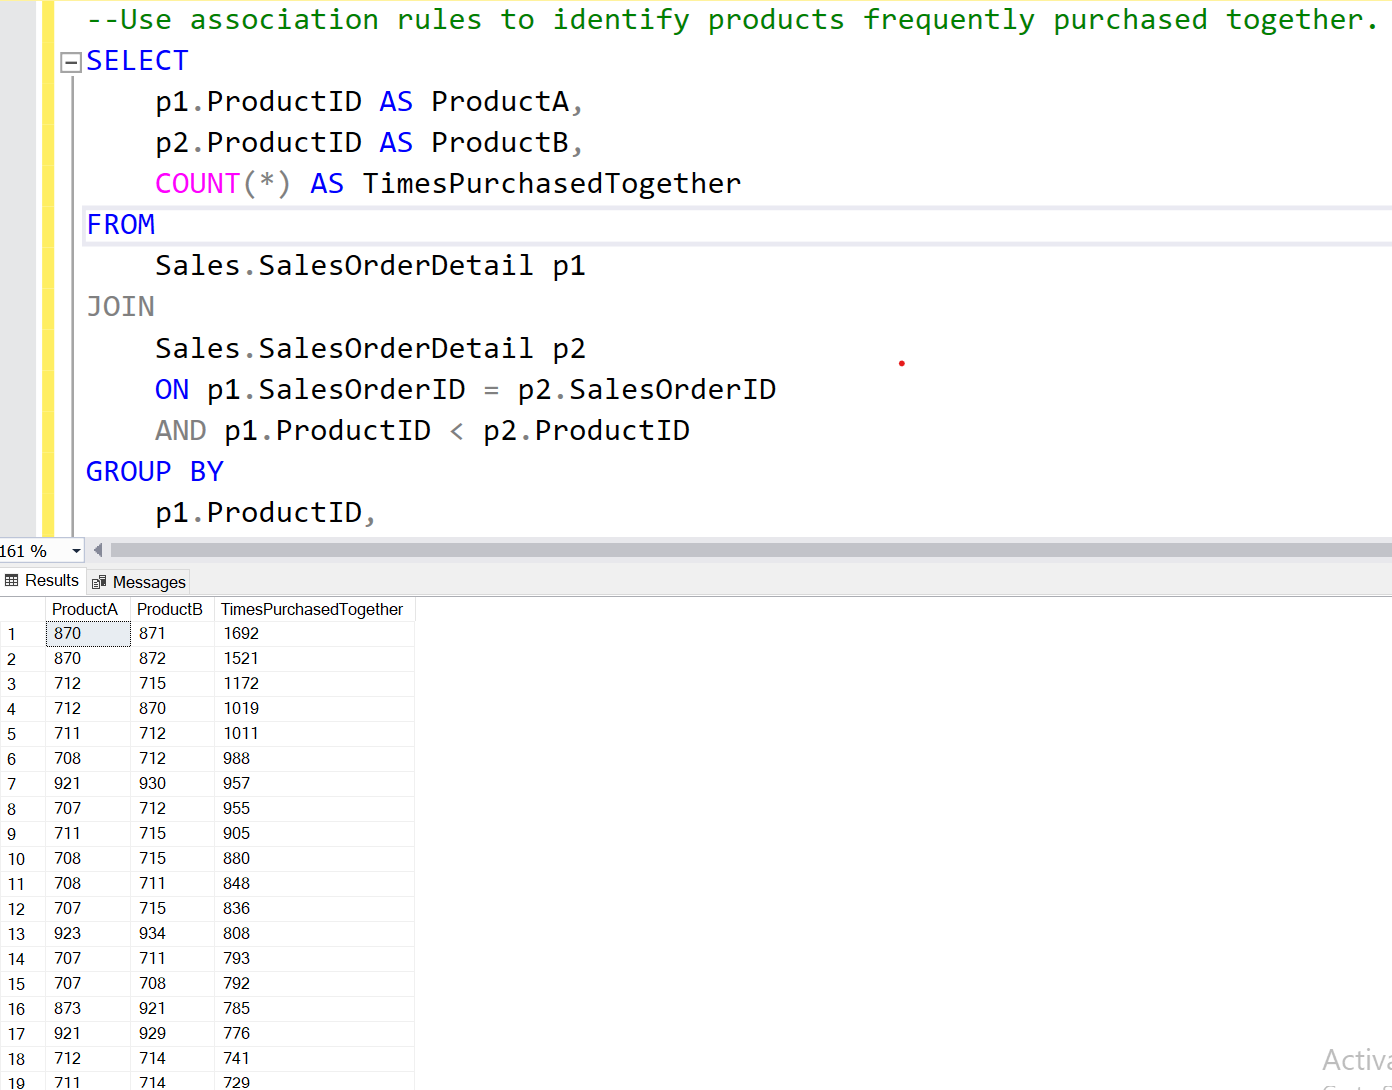 --Use association rules to identify products frequently purchased together.
SELECT
p1.ProductID AS ProductA,
p2.ProductID AS ProductB,
COUNT(*) AS TimesPurchasedTogether
FROM
Sales.SalesOrderDetail p1
JOIN
Sales.SalesOrderDetail p2
ON p1.SalesOrderID = p2.SalesOrderID
AND p1.ProductID < p2.ProductID
GROUP BY
p1.ProductID,
161 %
Results Messages
ProductA ProductB TimesPurchasedTogether
1 870 871 1692
2 870 872 1521
3 712 715 1172
4 712 870 1019
5 711 712 1011
6 708 712 988
7 921 930 957
8 707 712 955
9 711 715 905
10 708 715 880
11 708 711 848
12 707 715 836
13 923 934 808
14 707 711 793
15 707 708 792
16 873 921 785
17 921 929 776
18 712 714 741
19 711 714 729
Activa